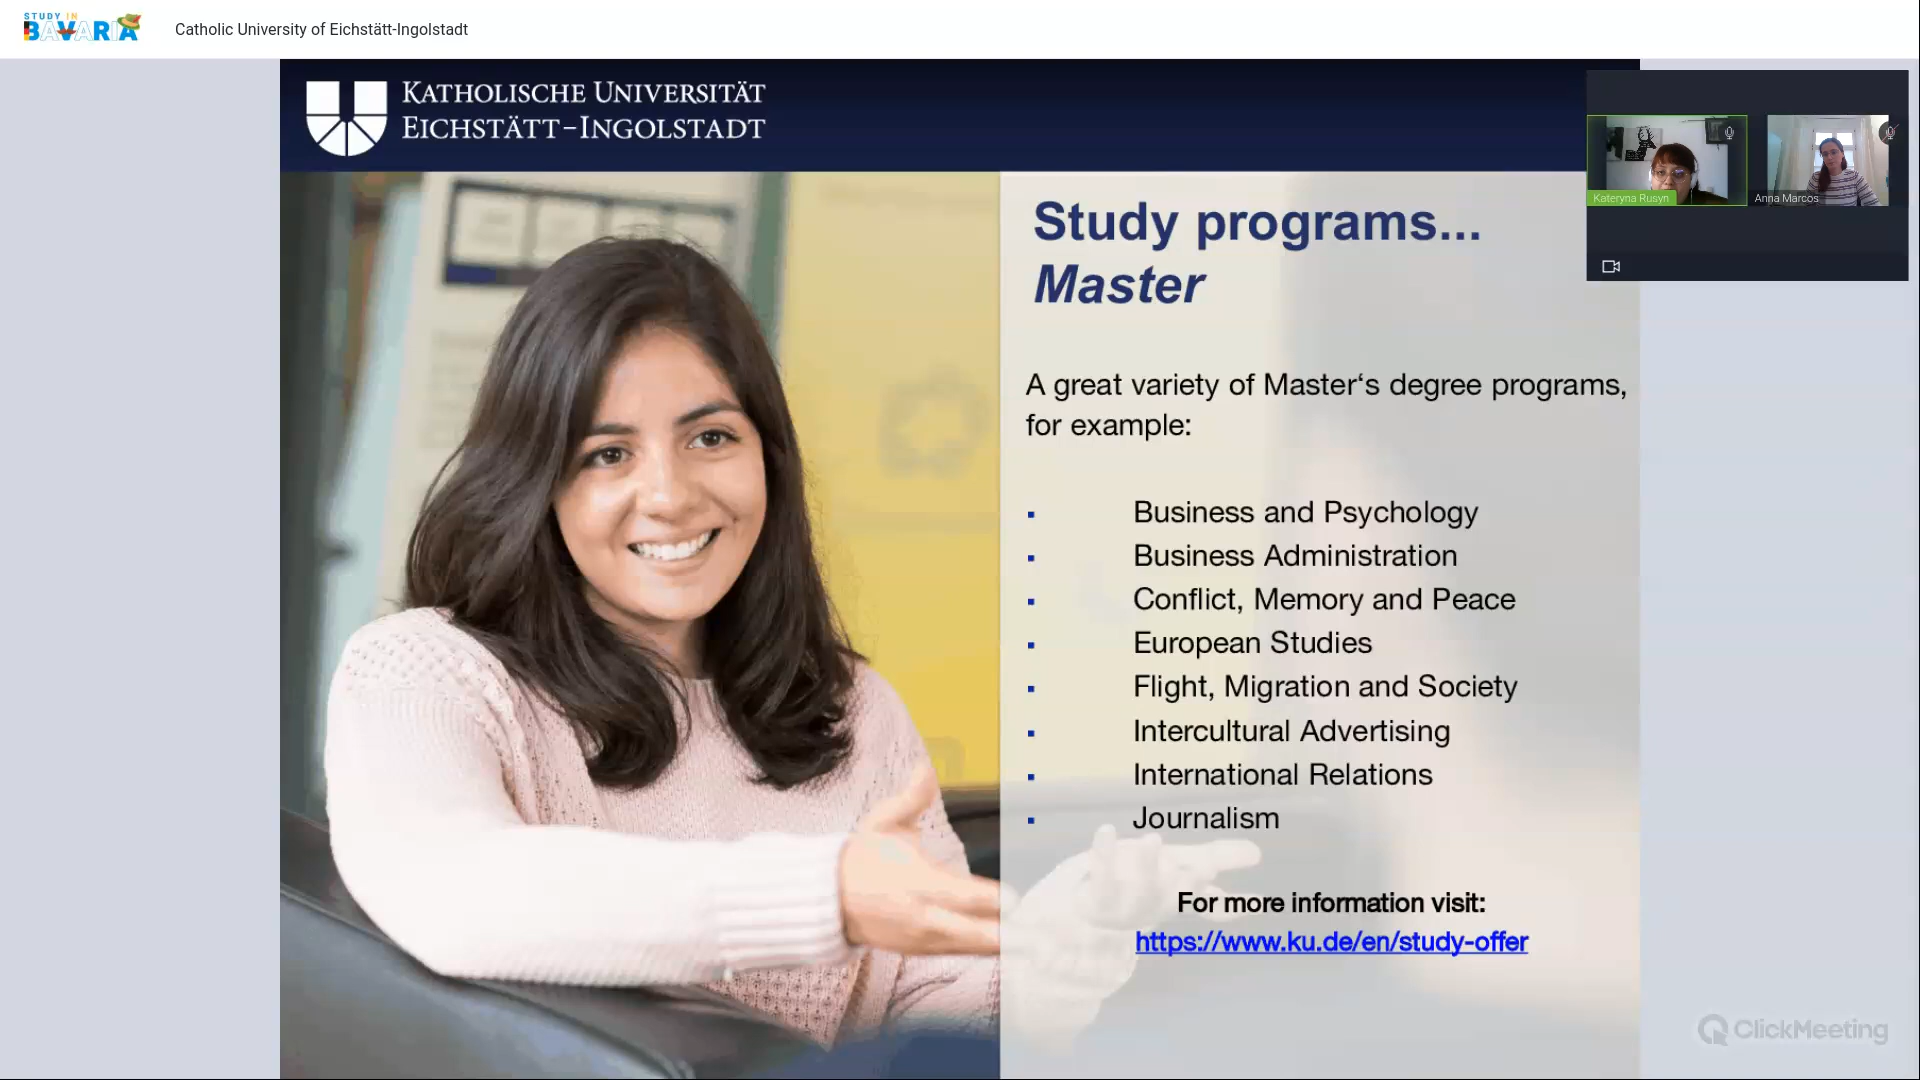 STUDY IN
BAVARIA
Catholic University of Eichstätt-Ingolstadt
KATHOLISCHE UNIVERSITÄT
EICHSTÄTT-INGOLSTADT
Kateryna Rusyn
Anna Marcos
Study programs...
Master
A great variety of Master‘s degree programs,
for example:
▪ Business and Psychology
▪ Business Administration
▪ Conflict, Memory and Peace
▪ European Studies
▪ Flight, Migration and Society
▪ Intercultural Advertising
▪ International Relations
▪ Journalism
For more information visit:
https://www.ku.de/en/study-offer
ClickMeeting